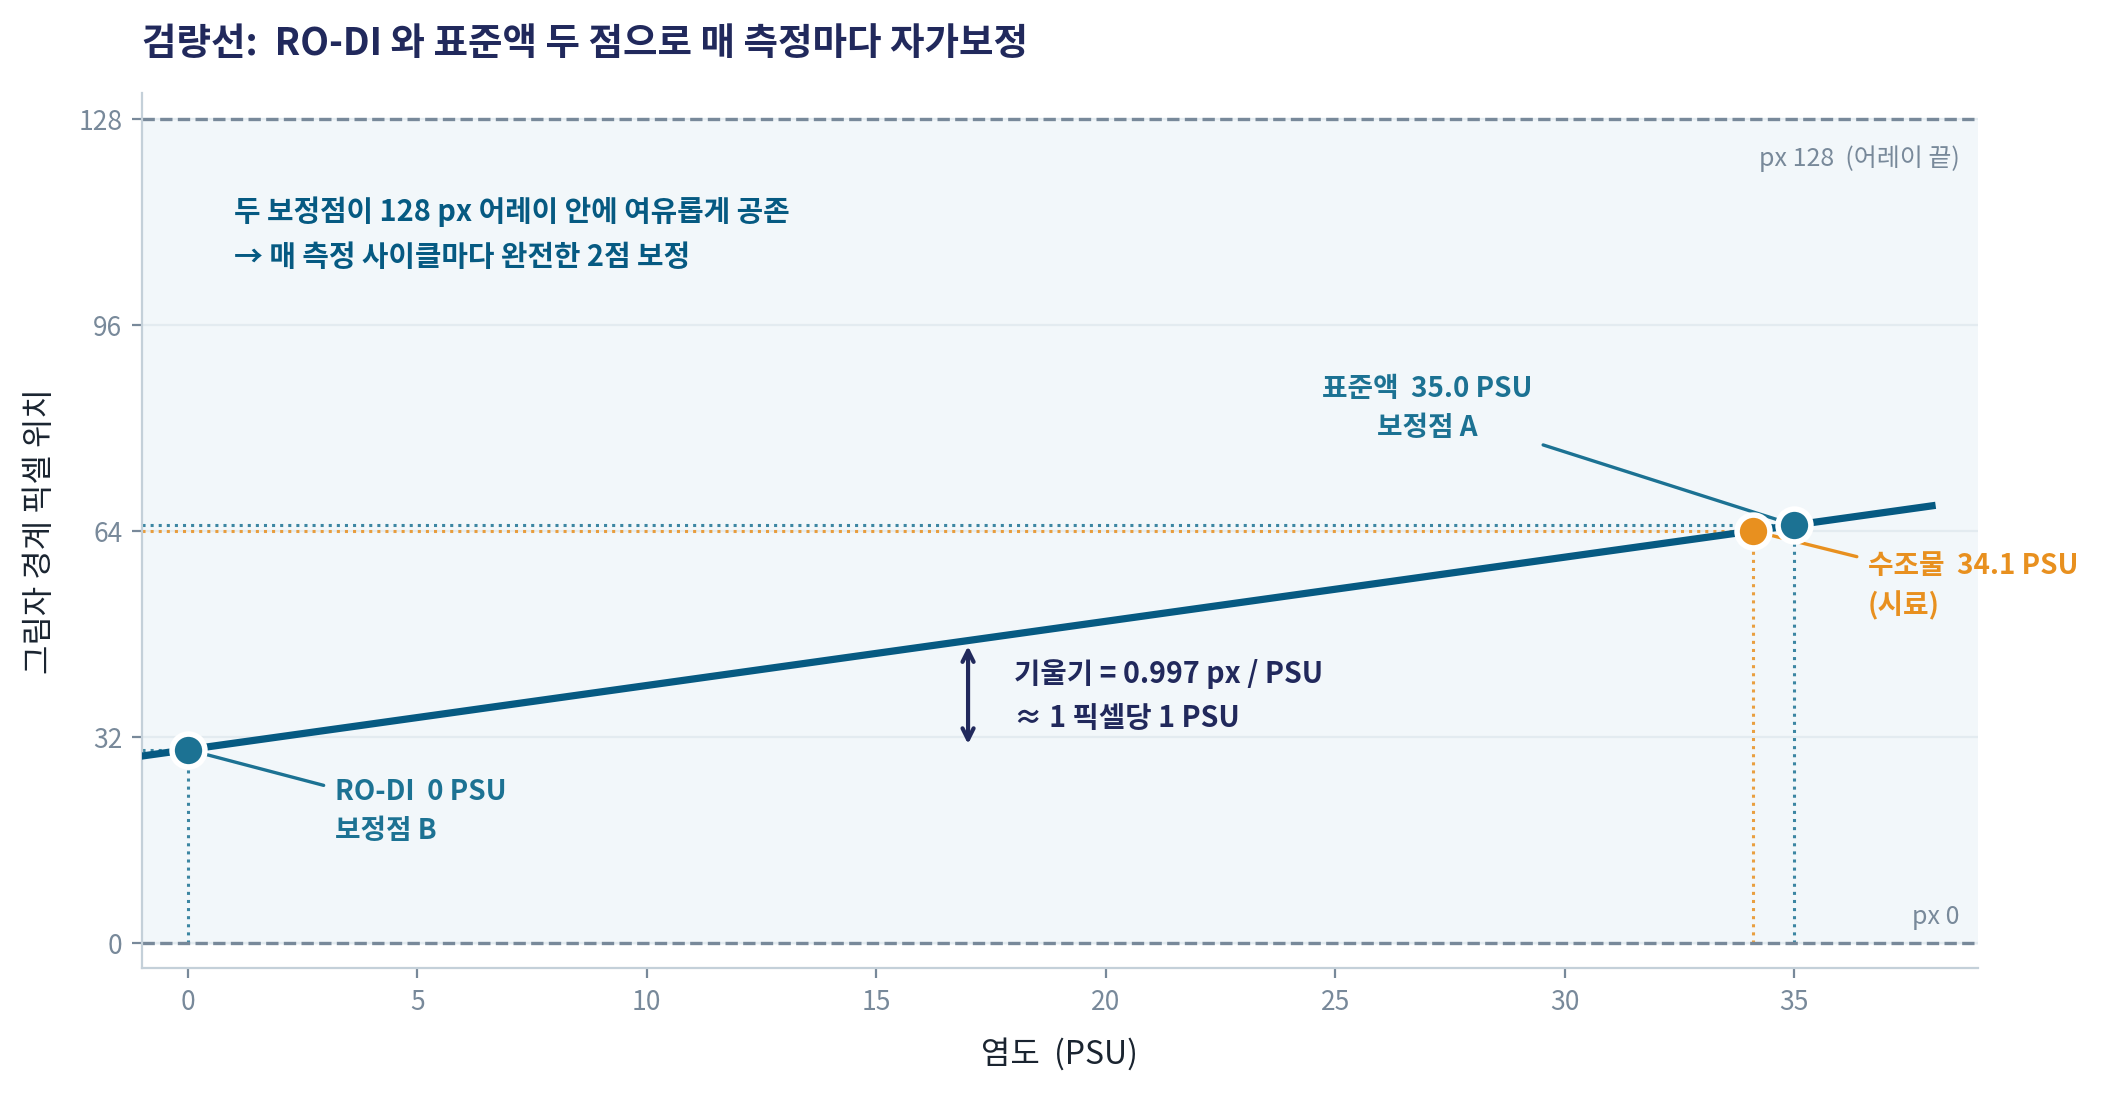 검량선: RO-DI 와 표준액 두 점으로 매 측정마다 자가보정
128
px 128 (어레이 끝)
두 보정점이 128 px 어레이 안에 여유롭게 공존
→ 매 측정 사이클마다 완전한 2점 보정
96
표준액 35.0 PSU
보정점 A
그림자 경계 픽셀 위치
64
수조물 34.1 PSU
(시료)
기울기 = 0.997 px / PSU
≈ 1 픽셀당 1 PSU
32
RO-DI 0 PSU
보정점 B
px 0
0
0 5 10 15 20 25 30 35
염도 (PSU)